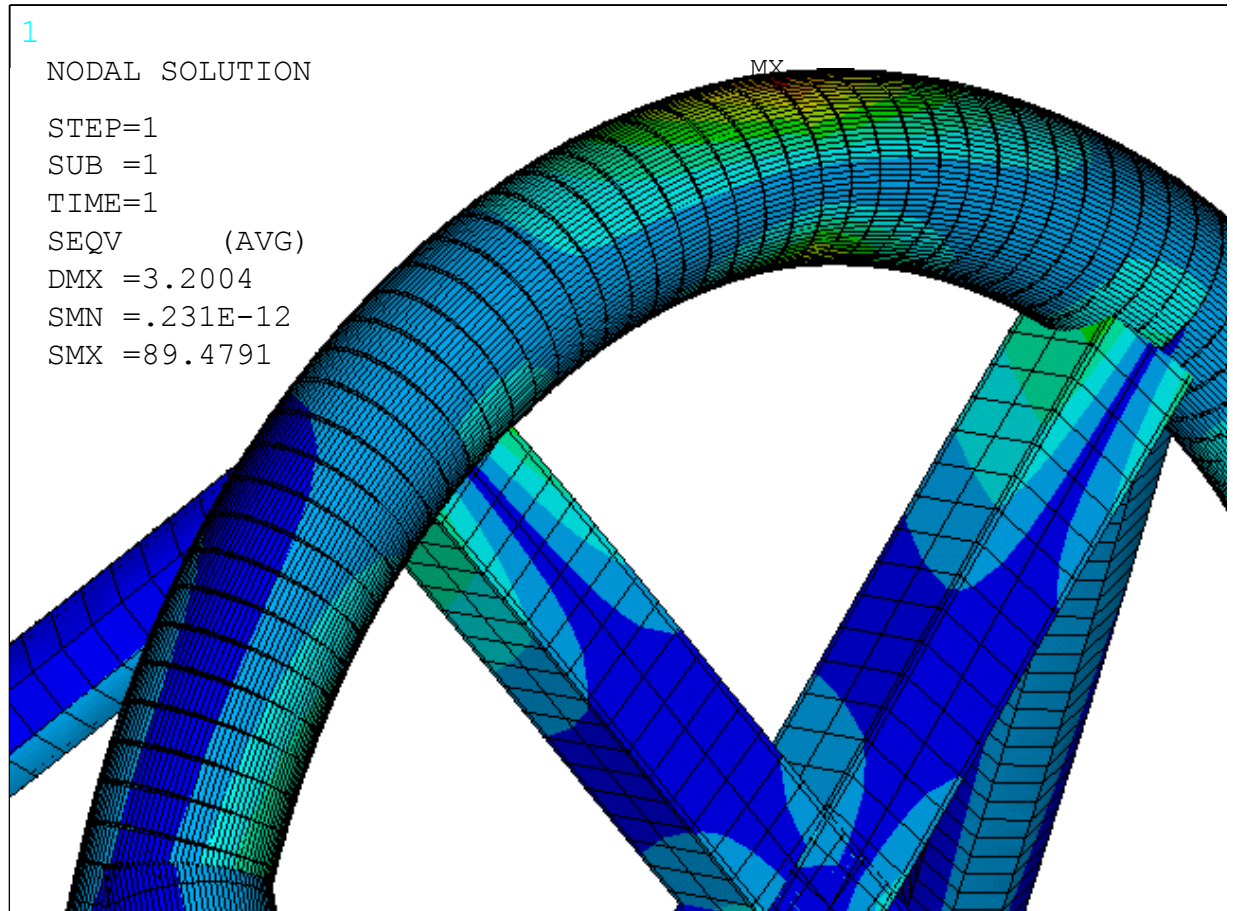 1
NODAL SOLUTION
STEP=1
SUB =1
TIME=1
SEQV (AVG)
DMX =3.2004
SMN =.231E-12
SMX =89.4791
MX